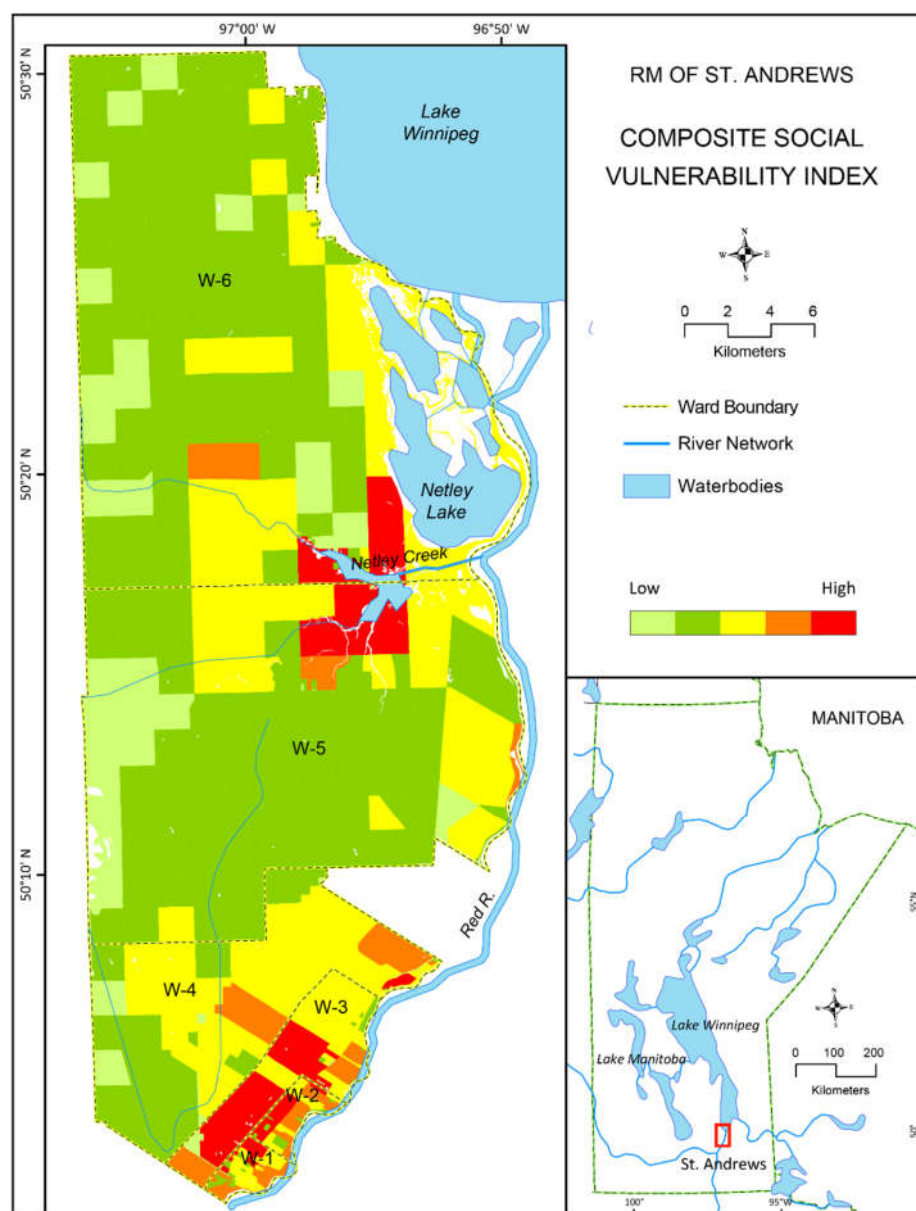 97°00' W
96°50' W
50°30' N
50°20' N
50°10' N
Lake
Winnipeg
W-6
Netley
Lake
Netley Creek
W-5
Red R.
W-4
W-3
W-2
W-1
RM OF ST. ANDREWS
COMPOSITE SOCIAL
VULNERABILITY INDEX
N
W E
S
0 2 4 6
Kilometers
Ward Boundary
River Network
Waterbodies
Low High
MANITOBA
55°N
Lake Winnipeg
Lake Manitoba
N
W E
S
0 100 200
Kilometers
50°
St. Andrews
100°
95°W